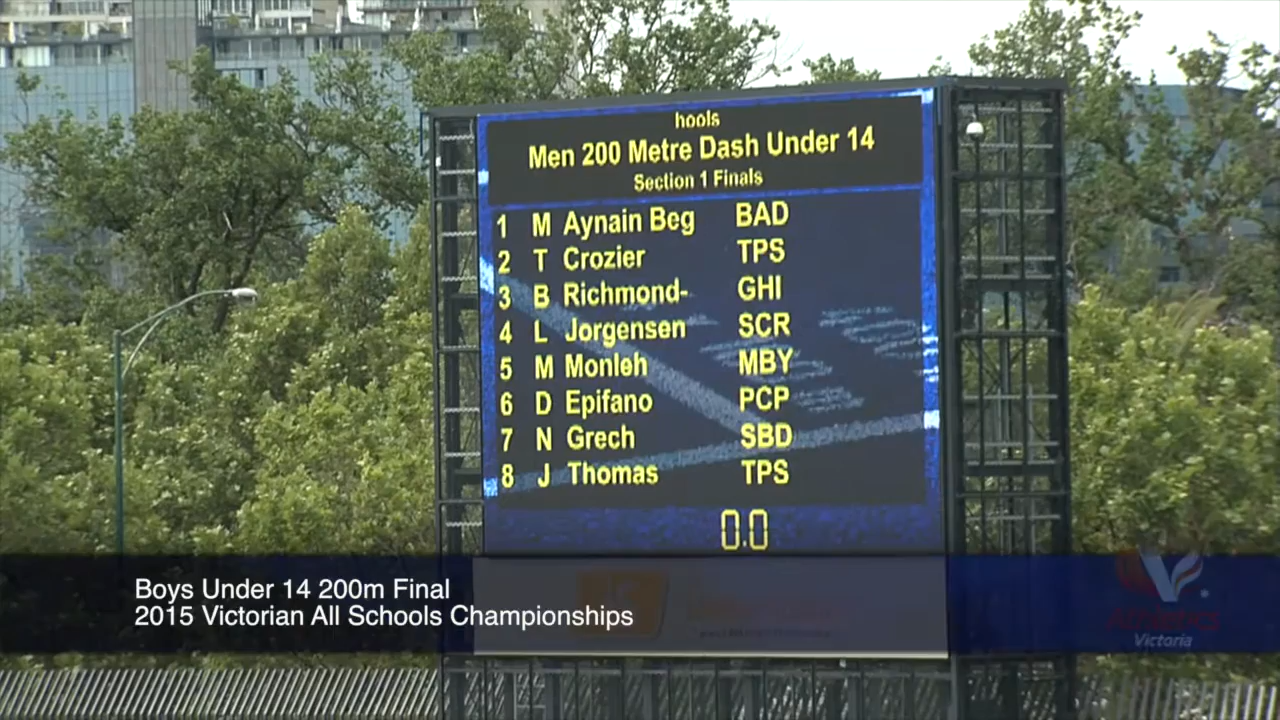 hools
Men 200 Metre Dash Under 14
Section 1 Finals
1 M Aynain Beg BAD
2 T Crozier TPS
3 B Richmond- GHI
4 L Jorgensen SCR
5 M Monleh MBY
6 D Epifano PCP
7 N Grech SBD
8 J Thomas TPS
0.0
Boys Under 14 200m Final
2015 Victorian All Schools Championships
Athletics
Victoria